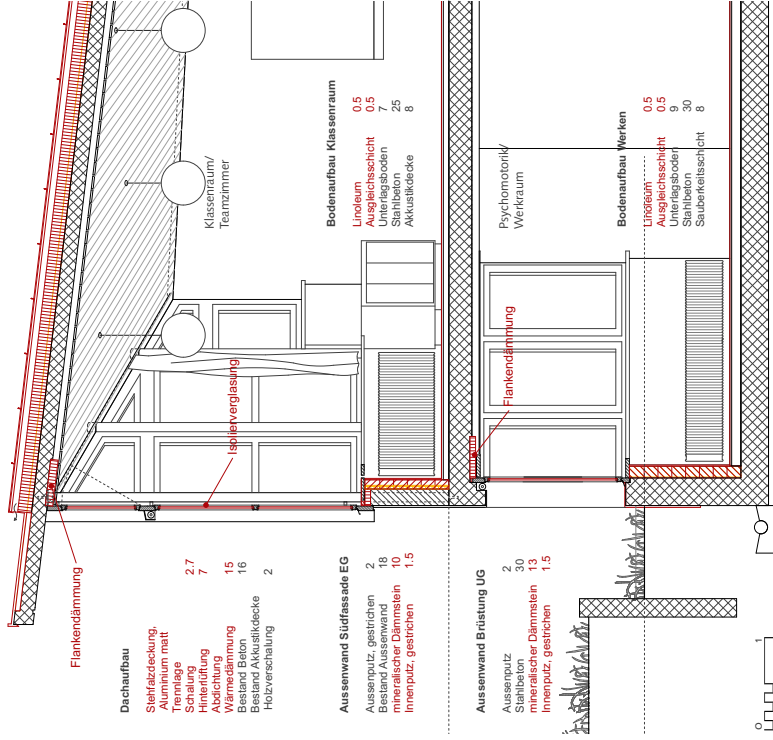 Klassenraum/
Teamzimmer
Bodenaufbau Klassenraum
Linoleum 0.5
Ausgleichsschicht 0.5
Unterlagsboden 7
Stahlbeton 25
Akkustikdecke 8
Psychomotorik/
Werkraum
Bodenaufbau Werken
Linoleum 0.5
Ausgleichsschicht 0.5
Unterlagsboden 9
Stahlbeton 30
Sauberkeitsschicht 8
Isolierverglasung
Flankendämmung
Flankendämmung
Dachaufbau
Stehfalzdeckung,
Aluminium matt
Trennlage
Schalung 2.7
Hinterlüftung 7
Abdichtung
Wärmedämmung 15
Bestand Beton 16
Bestand Akkustikdecke
Holzverschalung 2
Aussenwand Südfassade EG
Aussenputz, gestrichen 2
Bestand Aussenwand 18
mineralischer Dämmstein 10
Innenputz, gestrichen 1.5
Aussenwand Brüstung UG
Aussenputz 2
Stahlbeton 30
mineralischer Dämmstein 13
Innenputz, gestrichen 1.5
0 1